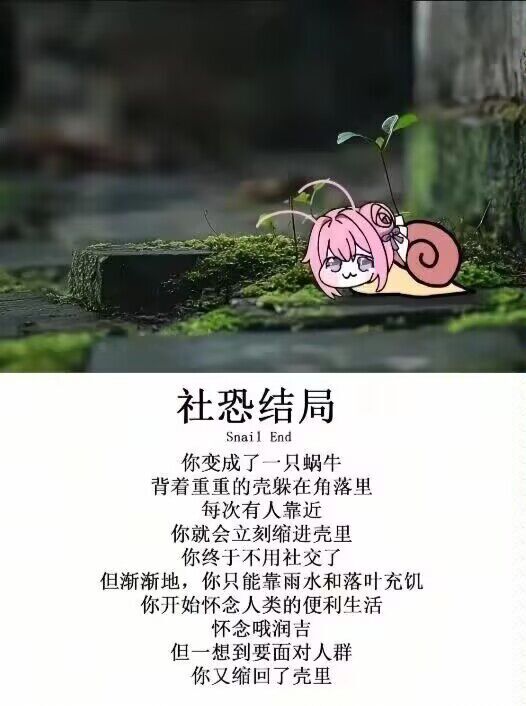 社恐结局
Snail End
你变成了一只蜗牛
背着重重的壳躲在角落里
每次有人靠近
你就会立刻缩进壳里
你终于不用社交了
但渐渐地，你只能靠雨水和落叶充饥
你开始怀念人类的便利生活
怀念哦润吉
但一想到要面对人群
你又缩回了壳里